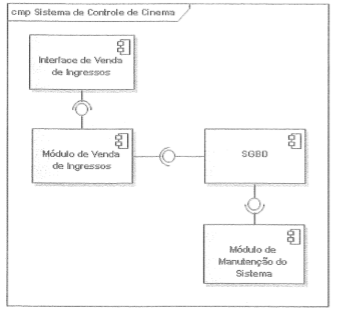 cmp Sistema de Controle de Cinema
Interface de Venda
de Ingressos
Módulo de Venda
de Ingressos
SGBD
Módulo de
Manutenção do
Sistema